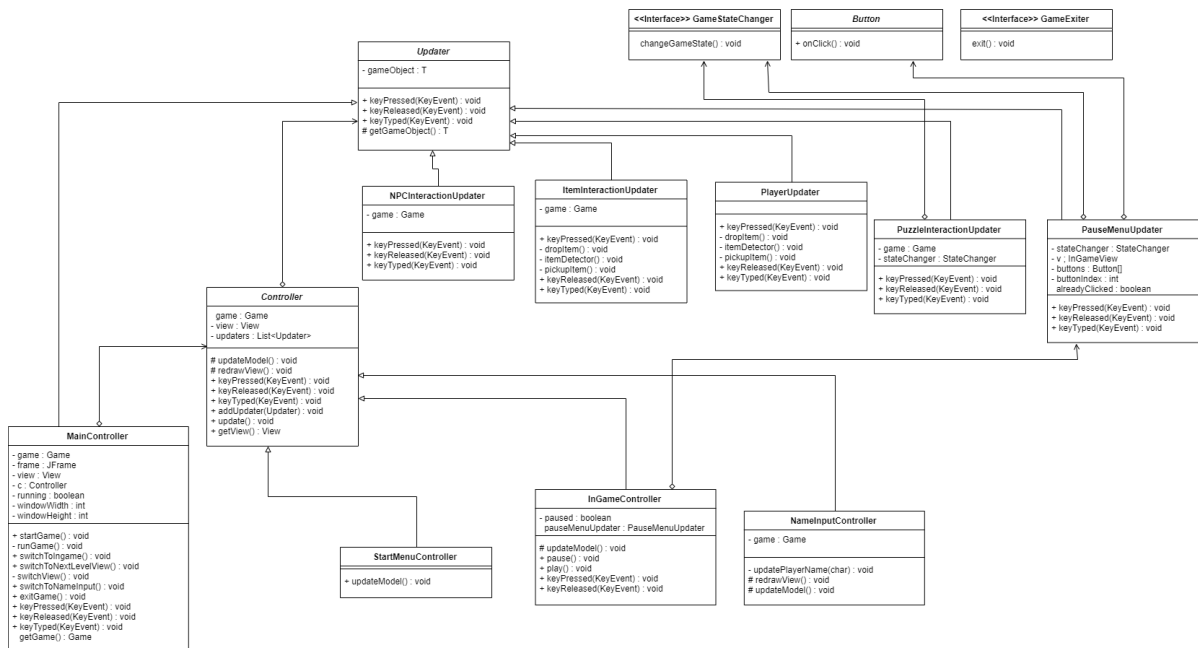 <<Interface>> GameStateChanger
changeGameState() : void
Button
+ onClick() : void
<<Interface>> GameExiter
exit() : void
Updater
- gameObject : T
+ keyPressed(KeyEvent) : void
+ keyReleased(KeyEvent) : void
+ keyTyped(KeyEvent) : void
# getGameObject() : T
NPCInteractionUpdater
- game : Game
+ keyPressed(KeyEvent) : void
+ keyReleased(KeyEvent) : void
+ keyTyped(KeyEvent) : void
ItemInteractionUpdater
- game : Game
+ keyPressed(KeyEvent) : void
- dropItem() : void
- itemDetector() : void
- pickupItem() : void
+ keyReleased(KeyEvent) : void
+ keyTyped(KeyEvent) : void
PlayerUpdater
+ keyPressed(KeyEvent) : void
- dropItem() : void
- itemDetector() : void
- pickupItem() : void
+ keyReleased(KeyEvent) : void
+ keyTyped(KeyEvent) : void
PuzzleInteractionUpdater
- game : Game
- stateChanger : StateChanger
+ keyPressed(KeyEvent) : void
+ keyReleased(KeyEvent) : void
+ keyTyped(KeyEvent) : void
PauseMenuUpdater
- stateChanger : StateChanger
- v ; InGameView
- buttons : Button[]
- buttonIndex : int
alreadyClicked : boolean
+ keyPressed(KeyEvent) : void
+ keyReleased(KeyEvent) : void
+ keyTyped(KeyEvent) : void
Controller
game : Game
- view : View
- updaters : List<Updater>
# updateModel() : void
# redrawView() : void
+ keyPressed(KeyEvent) : void
+ keyReleased(KeyEvent) : void
+ keyTyped(KeyEvent) : void
+ addUpdater(Updater) : void
+ update() : void
+ getView() : View
MainController
- game : Game
- frame : JFrame
- view : View
- c : Controller
- running : boolean
- windowWidth : int
- windowHeight : int
+ startGame() : void
- runGame() : void
+ switchToIngame() : void
+ switchToNextLevelView() : void
- switchView() : void
+ switchToNameInput() : void
+ exitGame() : void
+ keyPressed(KeyEvent) : void
+ keyReleased(KeyEvent) : void
+ keyTyped(KeyEvent) : void
getGame() : Game
StartMenuController
+ updateModel() : void
InGameController
- paused : boolean
pauseMenuUpdater : PauseMenuUpdater
# updateModel() : void
+ pause() : void
+ play() : void
+ keyPressed(KeyEvent) : void
+ keyReleased(KeyEvent) : void
NameInputController
- game : Game
- updatePlayerName(char) : void
# redrawView() : void
# updateModel() : void